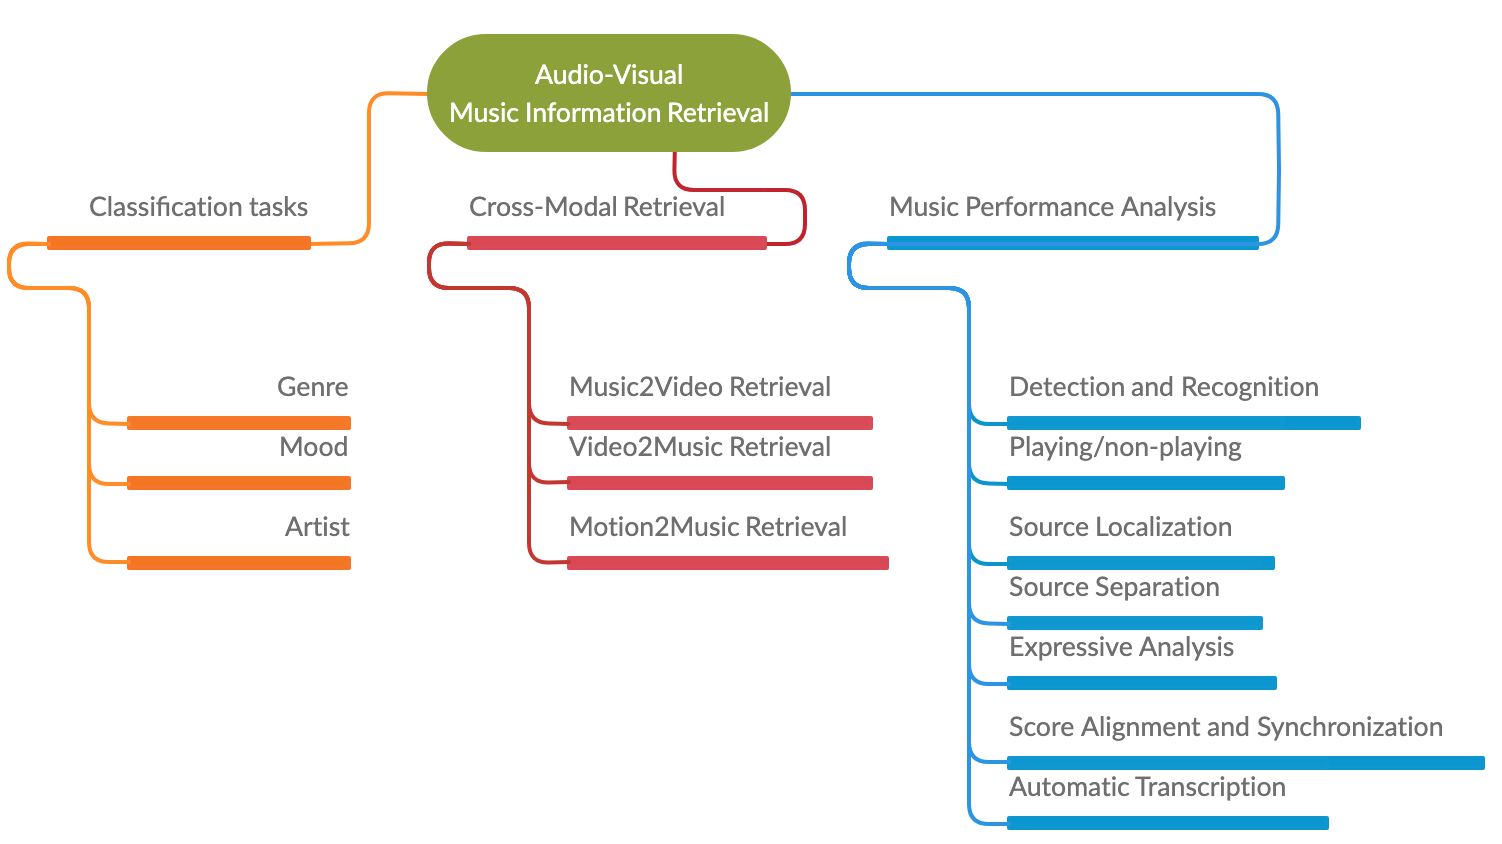 Audio-Visual
Music Information Retrieval
Classification tasks
Genre
Mood
Artist
Cross-Modal Retrieval
Music2Video Retrieval
Video2Music Retrieval
Motion2Music Retrieval
Music Performance Analysis
Detection and Recognition
Playing/non-playing
Source Localization
Source Separation
Expressive Analysis
Score Alignment and Synchronization
Automatic Transcription